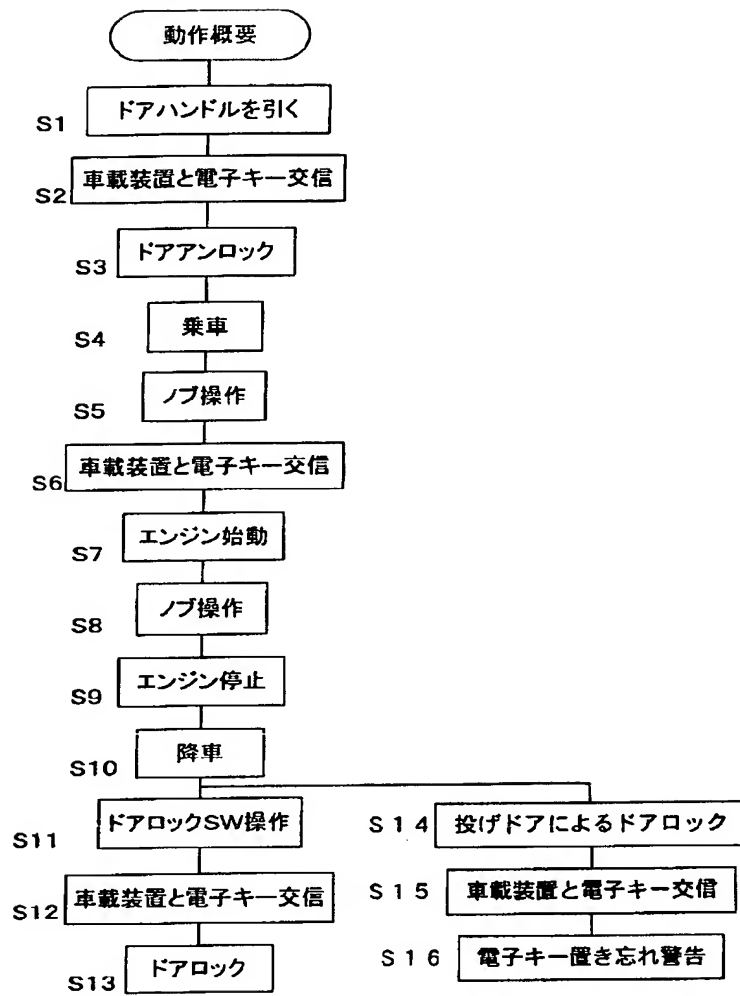 動作概要
S1 ドアハンドルを引く
S2 車載装置と電子キー交信
S3 ドアアンロック
S4 乗車
S5 ノブ操作
S6 車載装置と電子キー交信
S7 エンジン始動
S8 ノブ操作
S9 エンジン停止
S10 降車
S11 ドアロックSW操作
S12 車載装置と電子キー交信
S13 ドアロック
S14 投げドアによるドアロック
S15 車載装置と電子キー交信
S16 電子キー置き忘れ警告